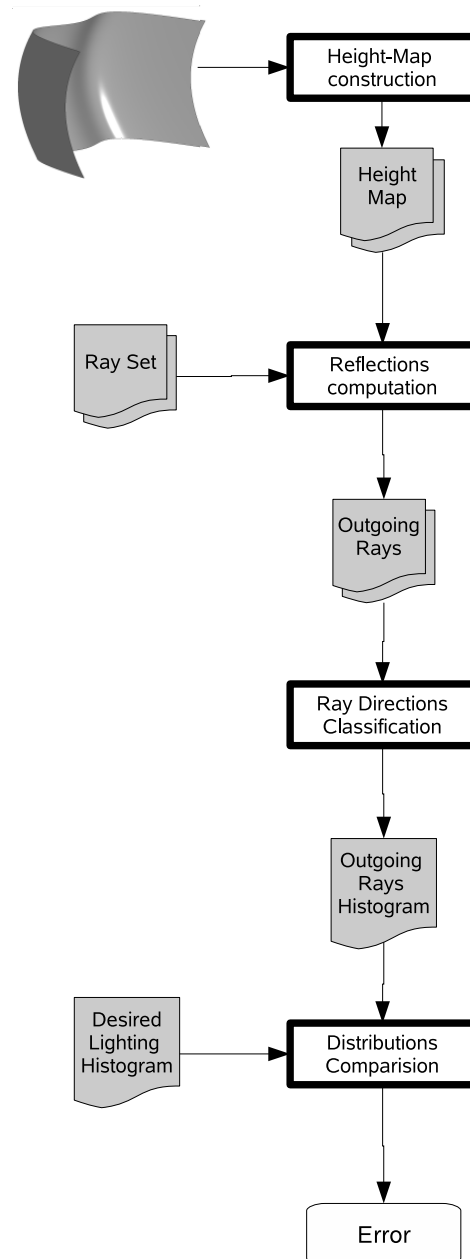 Height-Map
construction
Height
Map
Ray Set
Reflections
computation
Outgoing
Rays
Ray Directions
Classification
Outgoing
Rays
Histogram
Desired
Lighting
Histogram
Distributions
Comparision
Error